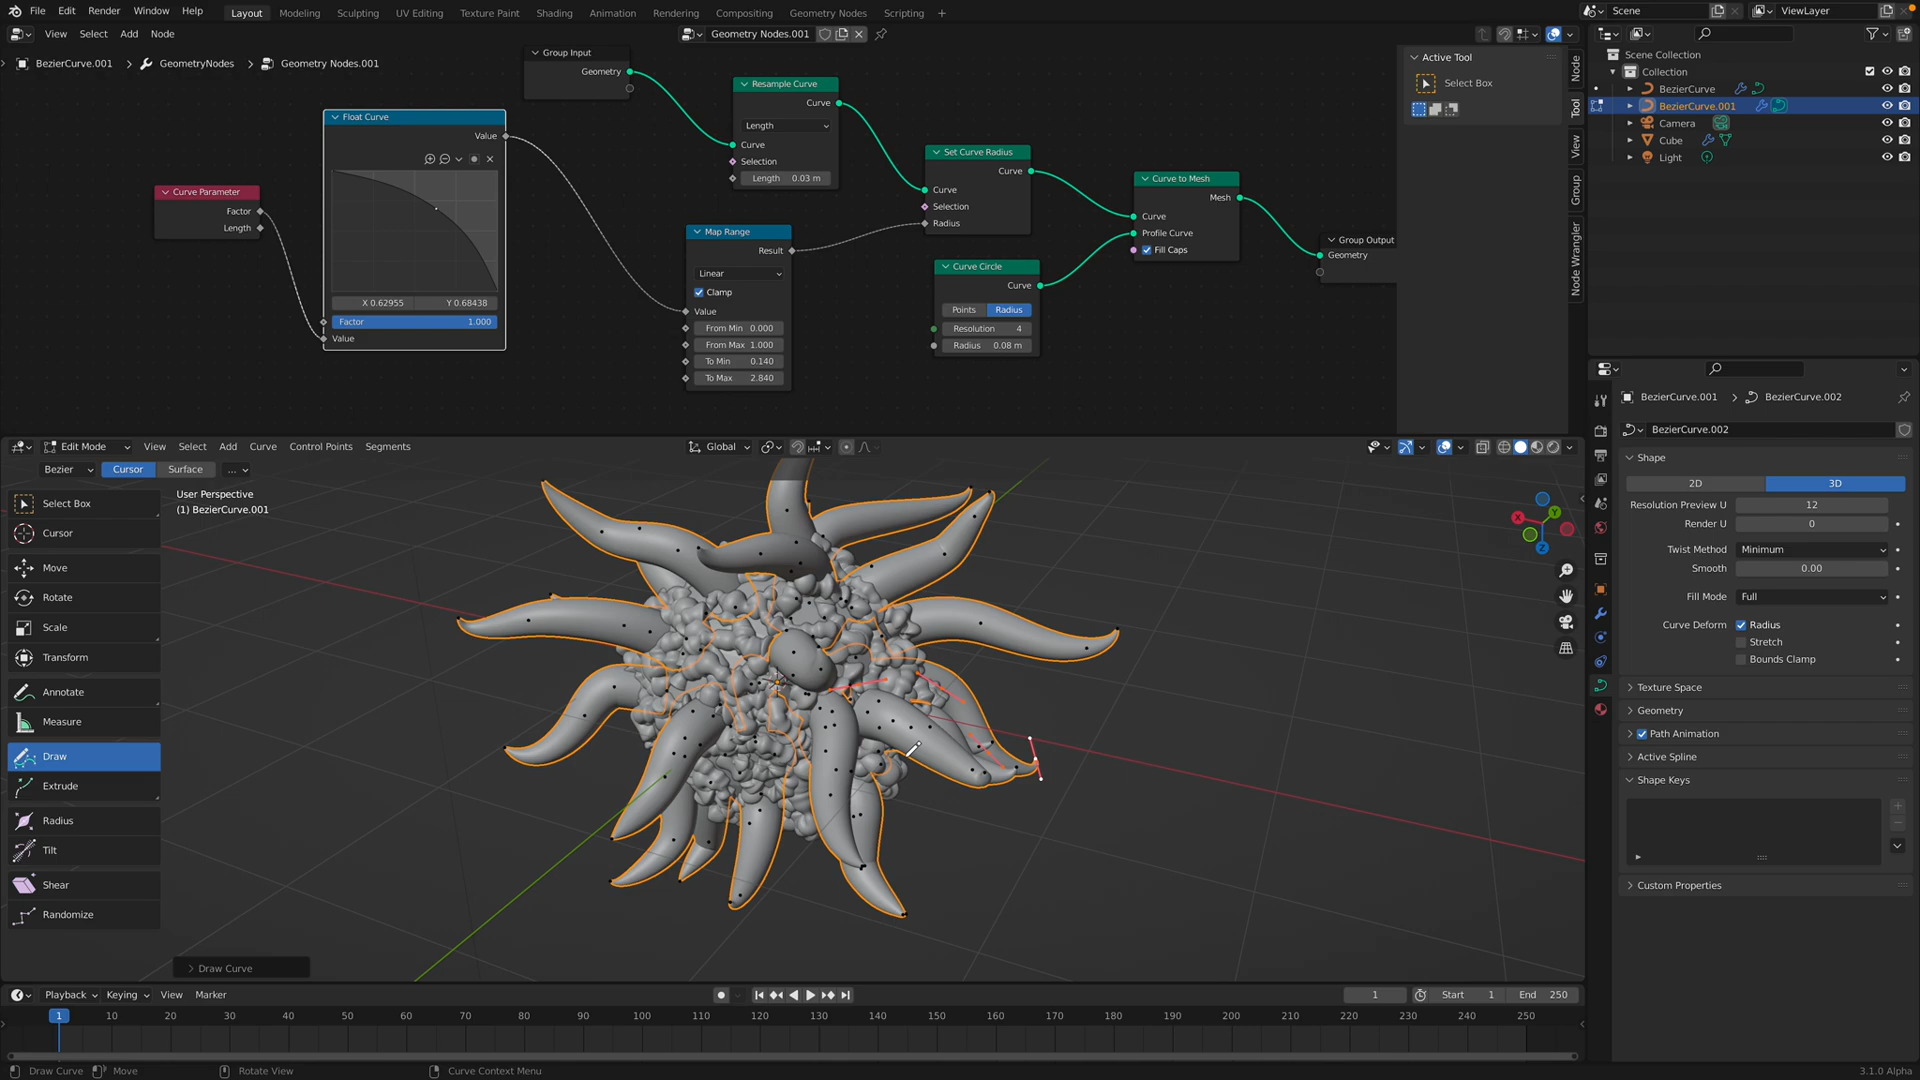 File Edit Render Window Help Layout Modeling Sculpting UV Editing Texture Paint Shading Animation Rendering Compositing Geometry Nodes Scripting + Scene ViewLayer
View Select Add Node Geometry Nodes.001
BezierCurve.001 > GeometryNodes > Geometry Nodes.001
Group Input
Geometry
Resample Curve
Curve
Length
Curve
Selection
Length 0.03 m
Float Curve
Value
X 0.62955 Y 0.68438
Factor 1.000
Value
Curve Parameter
Factor
Length
Set Curve Radius
Curve
Curve
Selection
Radius
Map Range
Result
Linear
Clamp
Value
From Min 0.000
From Max 1.000
To Min 0.140
To Max 2.840
Curve Circle
Curve
Points Radius
Resolution 4
Radius 0.08 m
Curve to Mesh
Mesh
Curve
Profile Curve
Fill Caps
Group Output
Geometry
Active Tool
Select Box
Node
Tool
View
Group
Node Wrangler
Scene Collection
Collection
BezierCurve
BezierCurve.001
Camera
Cube
Light
Edit Mode View Select Add Curve Control Points Segments Global
Bezier Cursor Surface ...
User Perspective
(1) BezierCurve.001
Select Box
Cursor
Move
Rotate
Scale
Transform
Annotate
Measure
Draw
Extrude
Radius
Tilt
Shear
Randomize
> Draw Curve
X
Y
Z
BezierCurve.001 > BezierCurve.002
BezierCurve.002
Shape
2D 3D
Resolution Preview U 12
Render U 0
Twist Method Minimum
Smooth 0.00
Fill Mode Full
Curve Deform Radius
Stretch
Bounds Clamp
Texture Space
Geometry
Path Animation
Active Spline
Shape Keys
Custom Properties
Playback Keying View Marker 1 Start 1 End 250
1 10 20 30 40 50 60 70 80 90 100 110 120 130 140 150 160 170 180 190 200 210 220 230 240 250
Draw Curve Move Rotate View Curve Context Menu 3.1.0 Alpha